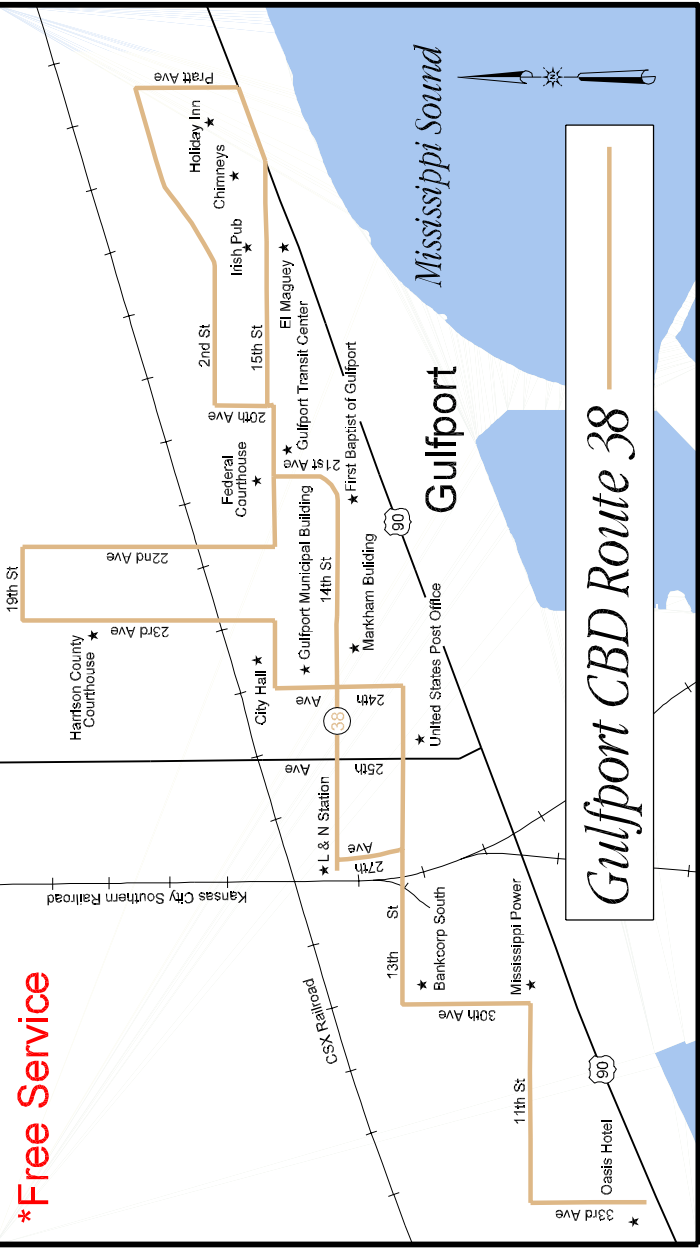 *Free Service
Gulfport CBD Route 38
Mississippi Sound
Gulfport
19th St
Harrison County
Courthouse
23rd Ave
22nd Ave
Federal
Courthouse
20th Ave
2nd St
15th St
Irish Pub
Chimneys
Holiday Inn
Pratt Ave
El Maguey
Gulfport Transit Center
21st Ave
First Baptist of Gulfport
Gulfport Municipal Building
14th St
City Hall
Markham Building
24th Ave
38
25th Ave
L & N Station
27th Ave
United States Post Office
90
Kansas City Southern Railroad
CSX Railroad
13th St
Bankcorp South
Mississippi Power
30th Ave
11th St
90
Oasis Hotel
33rd Ave
N